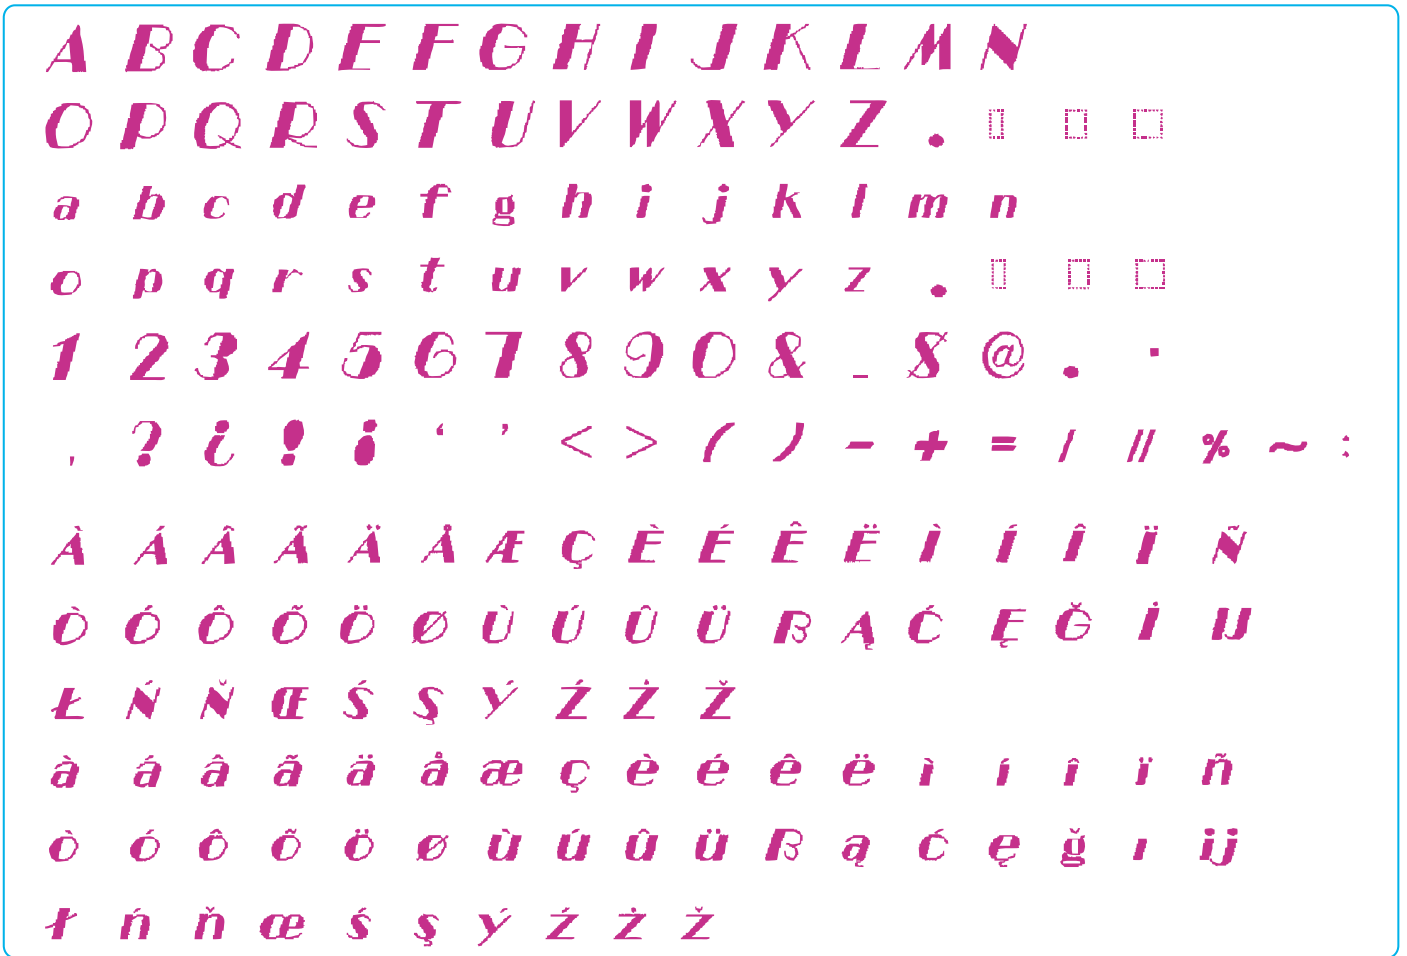 A B C D E F G H I J K L M N
O P Q R S T U V W X Y Z .
a b c d e f g h i j k l m n
o p q r s t u v w x y z .
1 2 3 4 5 6 7 8 9 0 & _ $ @ . ·
, ? ¿ ! ¡ ‘ ’ < > ( ) - + = / // % ~ :
À Á Â Ã Ä Å Æ Ç È É Ê Ë Ì Í Î Ï Ñ
Ò Ó Ô Õ Ö Ø Ù Ú Û Ü ß Ą Ć Ę Ğ İ IJ
Ł Ń Ň Œ Ś Ş Ý Ź Ż Ž
à á â ã ä å æ ç è é ê ë ì í î ï ñ
ò ó ô õ ö ø ù ú û ü ß ą ć ę ğ ı ij
ł ń ň œ ś ş ý ź ż ž